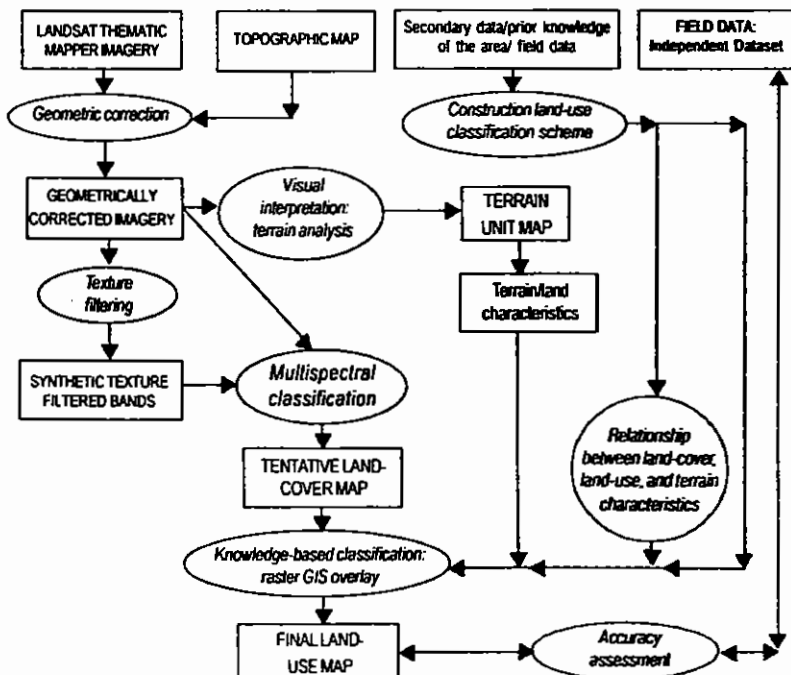 LANDSAT THEMATIC
MAPPER IMAGERY
TOPOGRAPHIC MAP
Secondary data/prior knowledge
of the area/ field data
FIELD DATA:
Independent Dataset
Geometric correction
Construction land-use
classification scheme
GEOMETRICALLY
CORRECTED IMAGERY
Visual
interpretation:
terrain analysis
TERRAIN
UNIT MAP
Texture
filtering
Terrain/land
characteristics
SYNTHETIC TEXTURE
FILTERED BANDS
Multispectral
classification
Relationship
between land-cover,
land-use, and terrain
characteristics
TENTATIVE LAND-
COVER MAP
Knowledge-based classification:
raster GIS overlay
FINAL LAND-
USE MAP
Accuracy
assessment